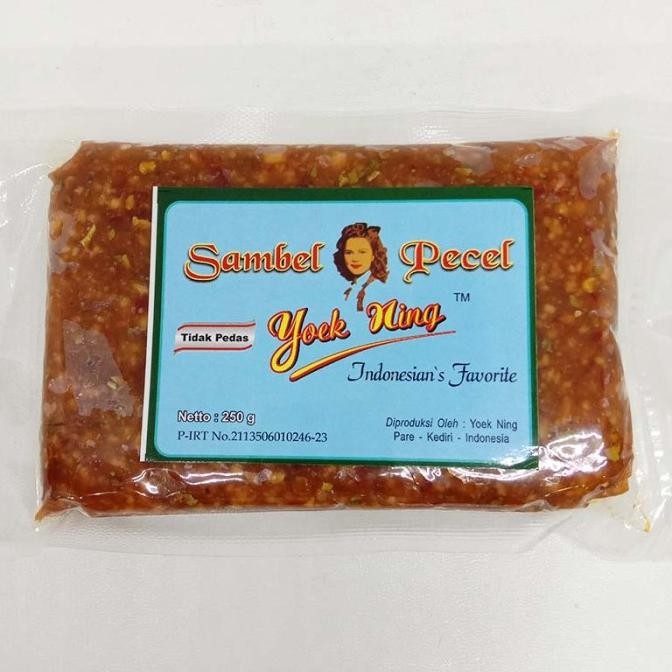 Sambel Pecel
Yoek Ning TM
Tidak Pedas
Indonesian`s Favorite
Netto : 250 g
P-IRT No.2113506010246-23
Diproduksi Oleh : Yoek Ning
Pare - Kediri - Indonesia